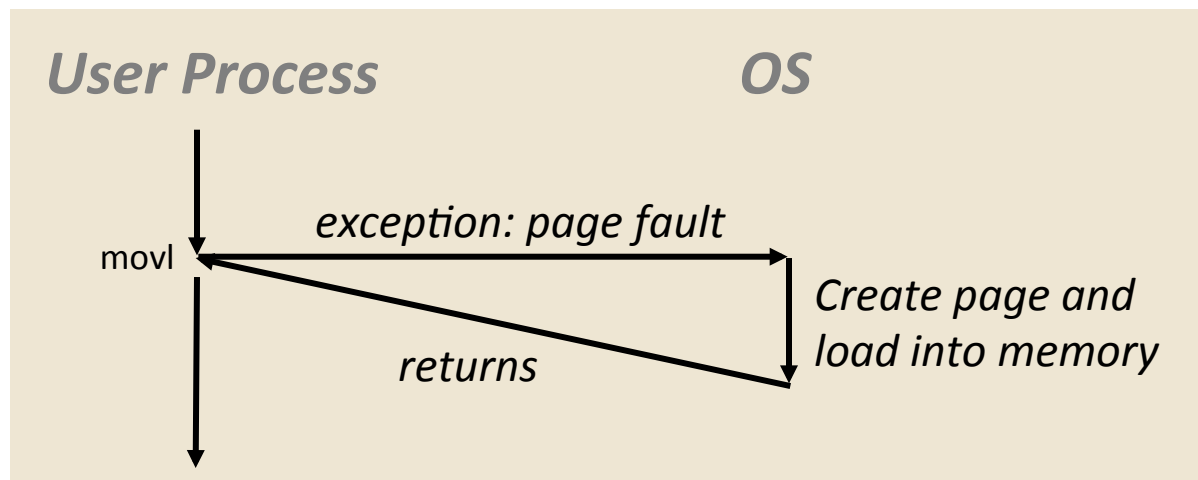 User Process
OS
exception: page fault
movl
Create page and
load into memory
returns